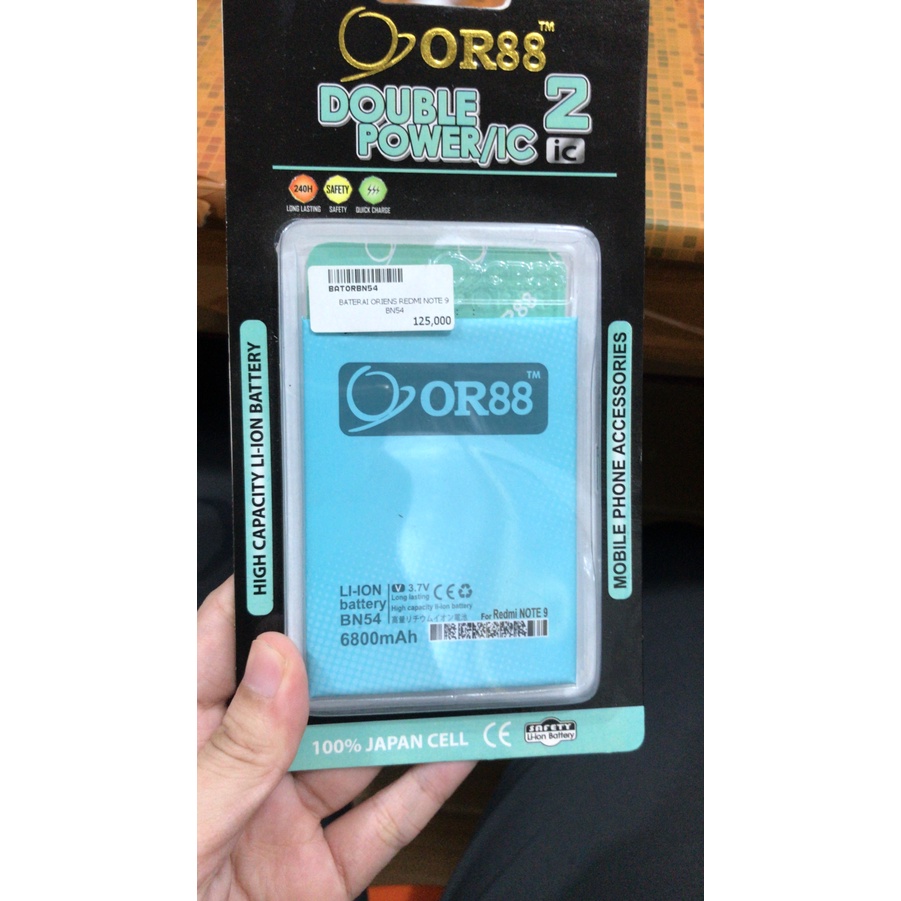 OR88™
DOUBLE
POWER/IC
2
ic
240H
SAFETY
LONG LASTING
SAFETY
QUICK CHARGE
BATORBN54
BATERAI ORIENS REDMI NOTE 9
BN54
125,000
HIGH CAPACITY LI-ION BATTERY
OR88™
MOBILE PHONE ACCESSORIES
LI-ION
battery
BN54
6800mAh
V 3.7V
Long lasting
CE
High capacity li-ion battery
For Redmi NOTE 9
100% JAPAN CELL
CE
SAFETY
Li-ion Battery